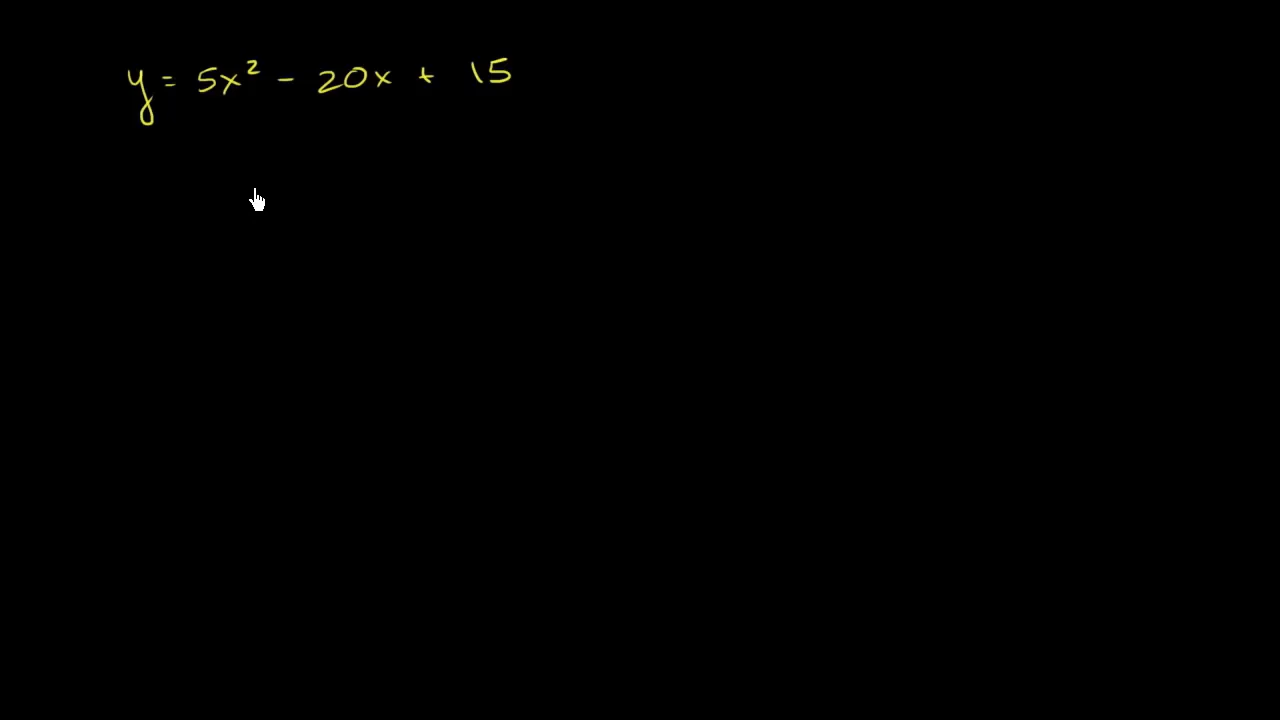 y = 5x² - 20x + 15